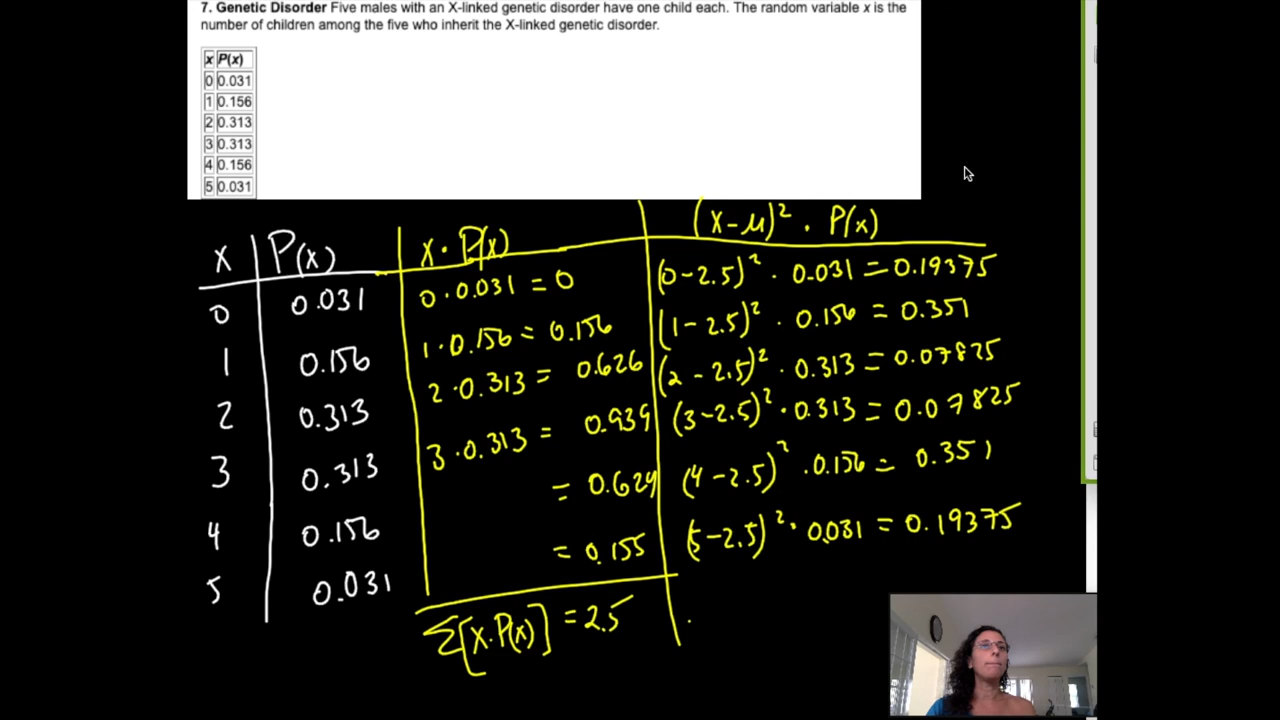 7. Genetic Disorder Five males with an X-linked genetic disorder have one child each. The random variable x is the
number of children among the five who inherit the X-linked genetic disorder.
x P(x)
0 0.031
1 0.156
2 0.313
3 0.313
4 0.156
5 0.031
x P(x) x · P(x) (x-μ)² · P(x)
0 0.031 0·0.031 = 0 (0-2.5)² · 0.031 = 0.19375
1 0.156 1·0.156 = 0.156 (1-2.5)² · 0.156 = 0.351
2 0.313 2·0.313 = 0.626 (2-2.5)² · 0.313 = 0.07825
3 0.313 3·0.313 = 0.939 (3-2.5)² · 0.313 = 0.07825
4 0.156 = 0.624 (4-2.5)² · 0.156 = 0.351
5 0.031 = 0.155 (5-2.5)² · 0.031 = 0.19375
Σ[x·P(x)] = 2.5